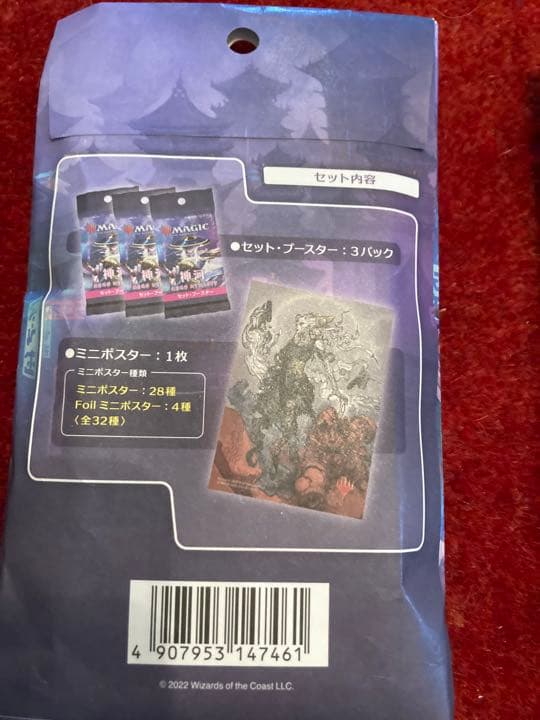 セット内容
MAGIC
神河
セット・ブースター
●セット・ブースター：3パック
●ミニポスター：1枚
ミニポスター種類
ミニポスター：28種
Foil ミニポスター：4種
〈全32種〉
4 907953 147461
© 2022 Wizards of the Coast LLC.